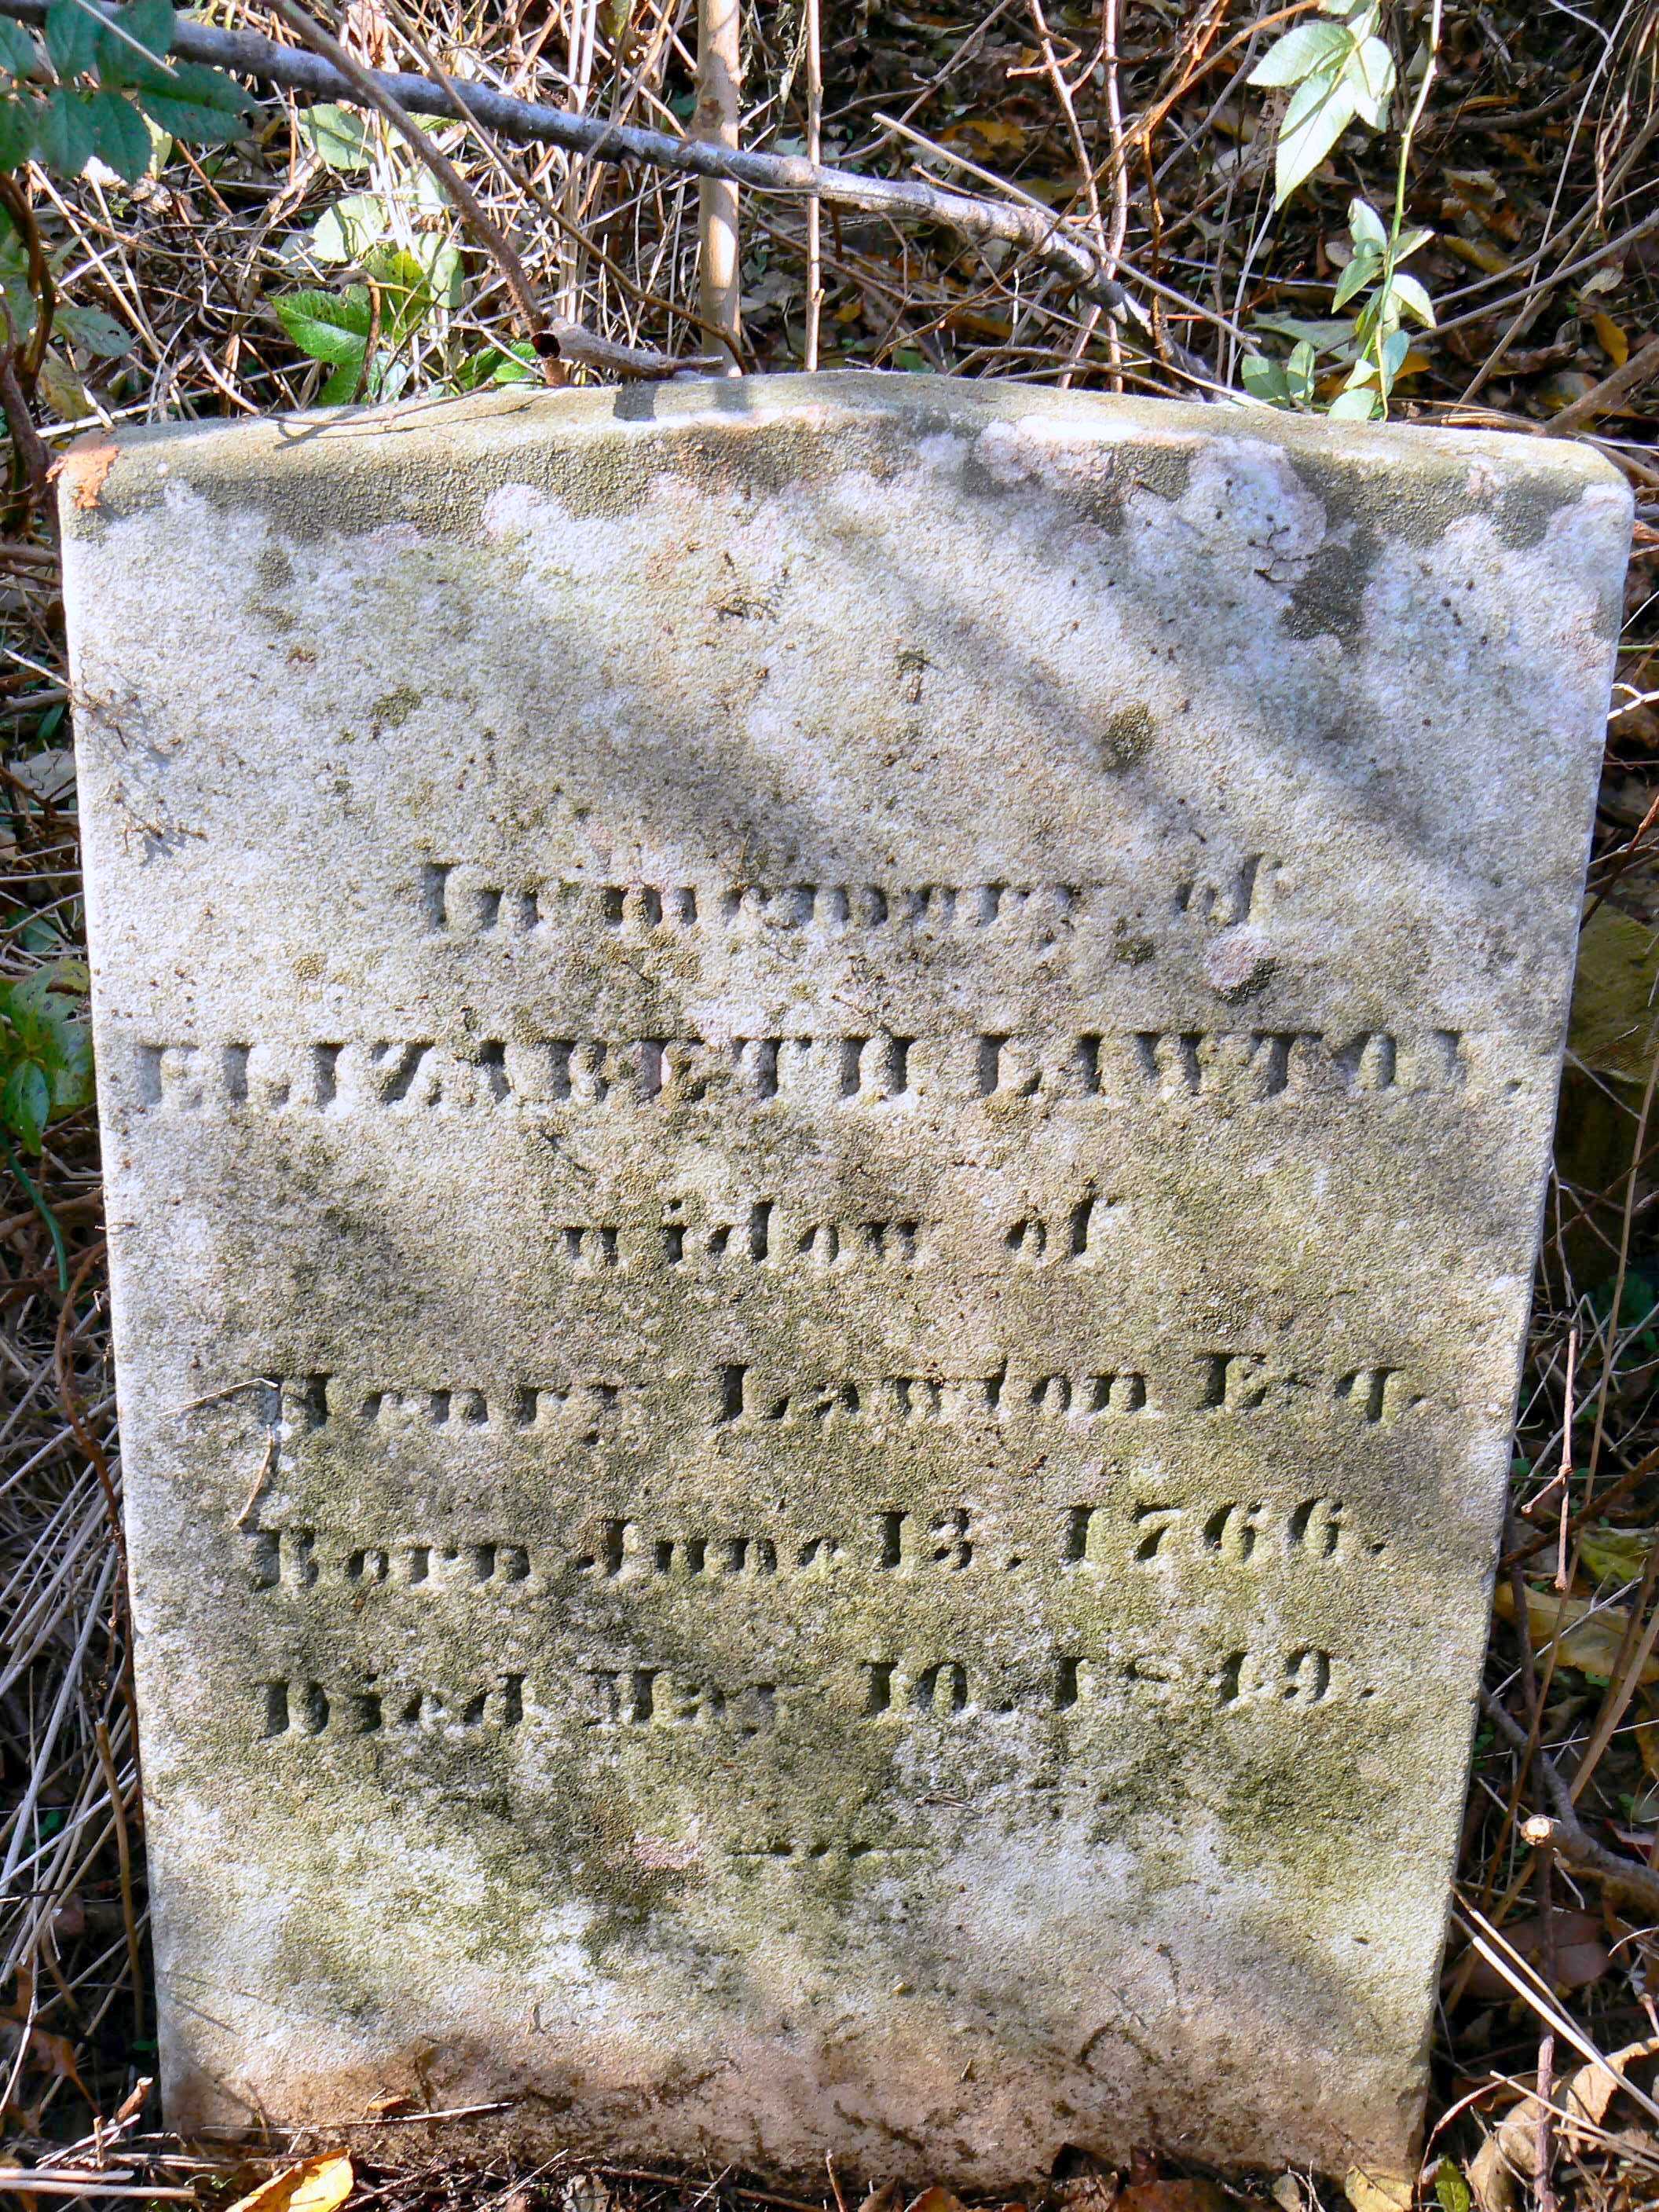 In memory of
ELIZABETH LAWTON.
widow of
Henry Lawton Esq.
Born June 13. 1766.
Died May 10. 1849.